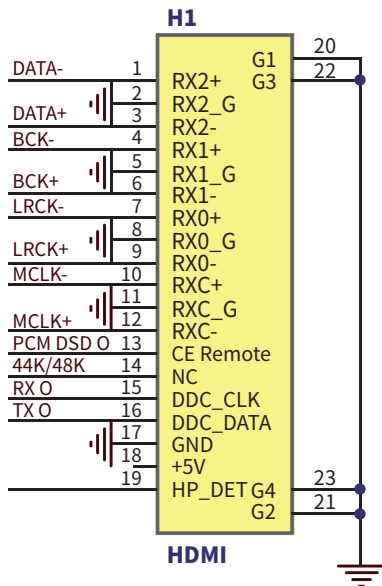 H1
20
G1
22
G3
DATA- 1 RX2+
2 RX2_G
DATA+ 3 RX2-
BCK- 4 RX1+
5 RX1_G
BCK+ 6 RX1-
LRCK- 7 RX0+
8 RX0_G
LRCK+ 9 RX0-
MCLK- 10 RXC+
11 RXC_G
MCLK+ 12 RXC-
PCM DSD O 13 CE Remote
44K/48K 14 NC
RX O 15 DDC_CLK
TX O 16 DDC_DATA
17 GND
18 +5V
19 HP_DET G4 23
G2 21
HDMI